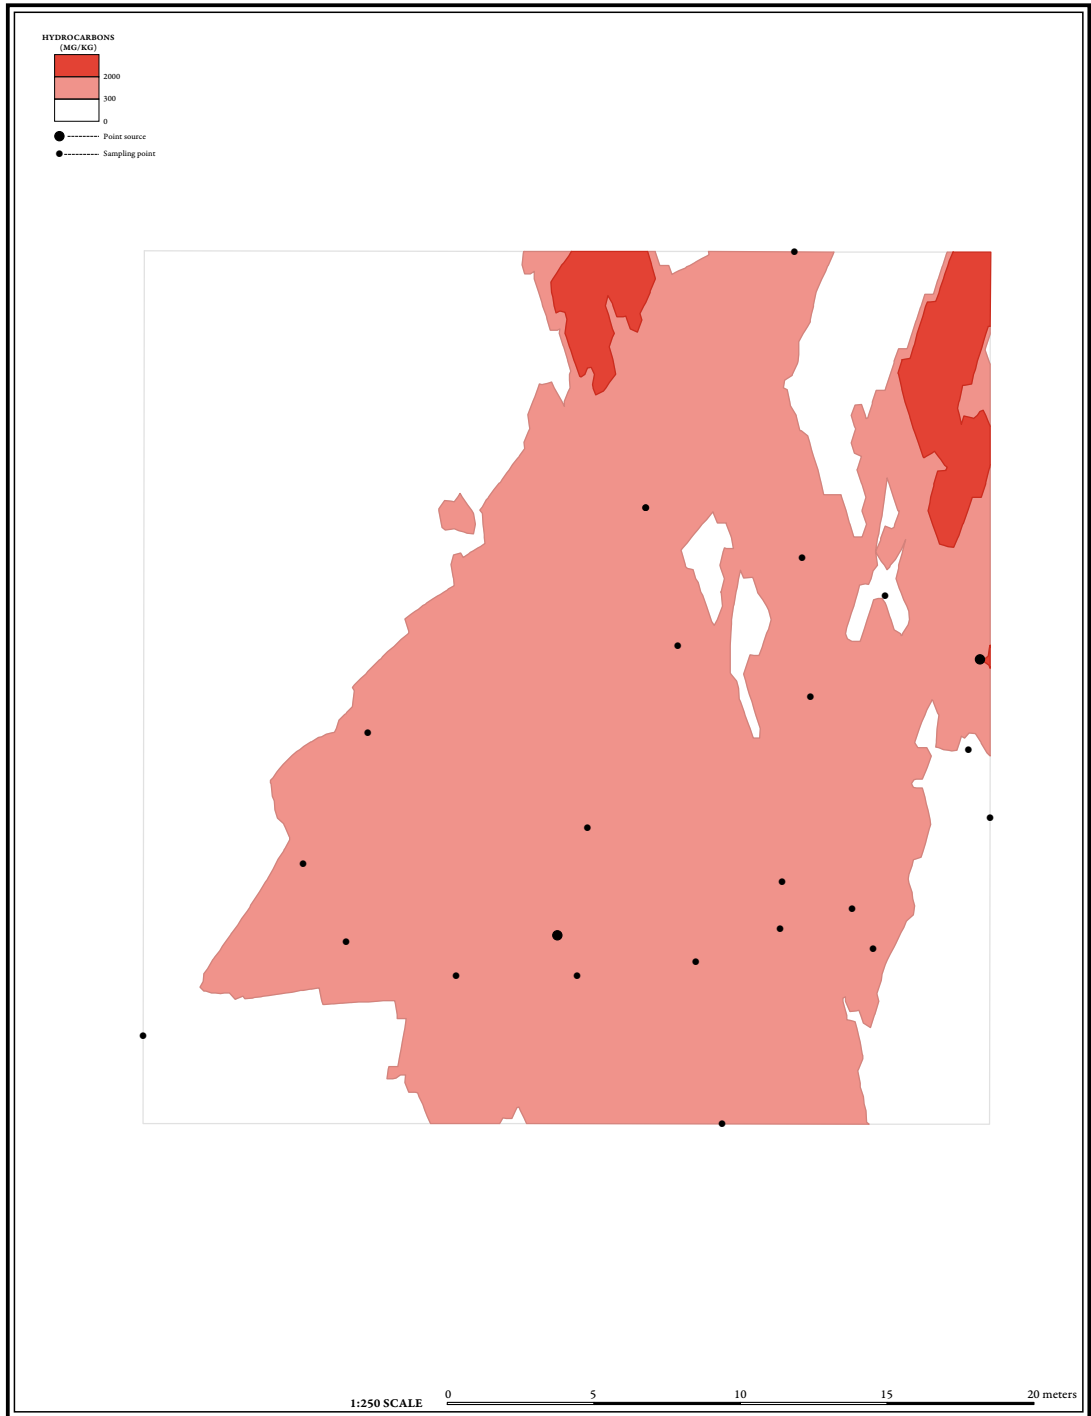 HYDROCARBONS
(MG/KG)
2000
300
0
Point source
Sampling point
1:250 SCALE
0 5 10 15 20 meters